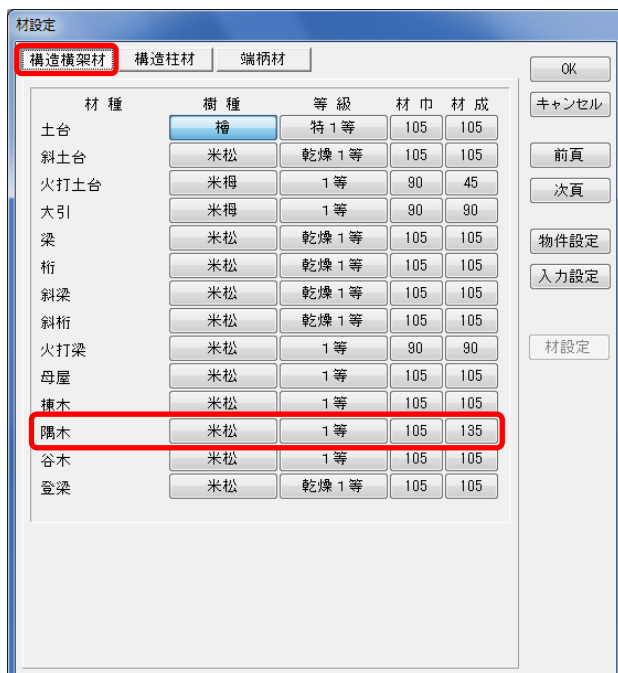 材設定
構造横架材 構造柱材 端柄材
OK
材種 樹種 等級 材巾 材成
キャンセル
土台 檜 特1等 105 105
斜土台 米松 乾燥1等 105 105
前頁
火打土台 米栂 1等 90 45
次頁
大引 米栂 1等 90 90
梁 米松 乾燥1等 105 105
物件設定
桁 米松 乾燥1等 105 105
入力設定
斜梁 米松 乾燥1等 105 105
斜桁 米松 乾燥1等 105 105
火打梁 米松 1等 90 90
材設定
母屋 米松 1等 105 105
棟木 米松 1等 105 105
隅木 米松 1等 105 135
谷木 米松 1等 105 105
登梁 米松 乾燥1等 105 105